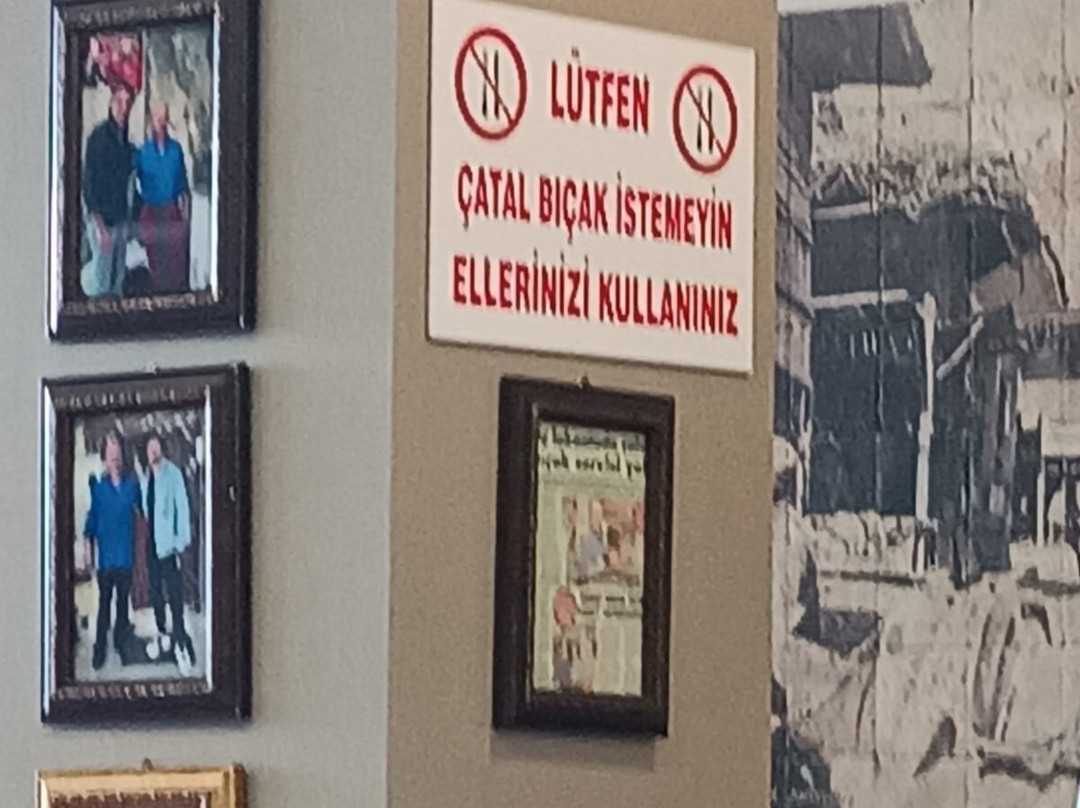 LÜTFEN
ÇATAL BIÇAK İSTEMEYİN
ELLERİNİZİ KULLANINIZ